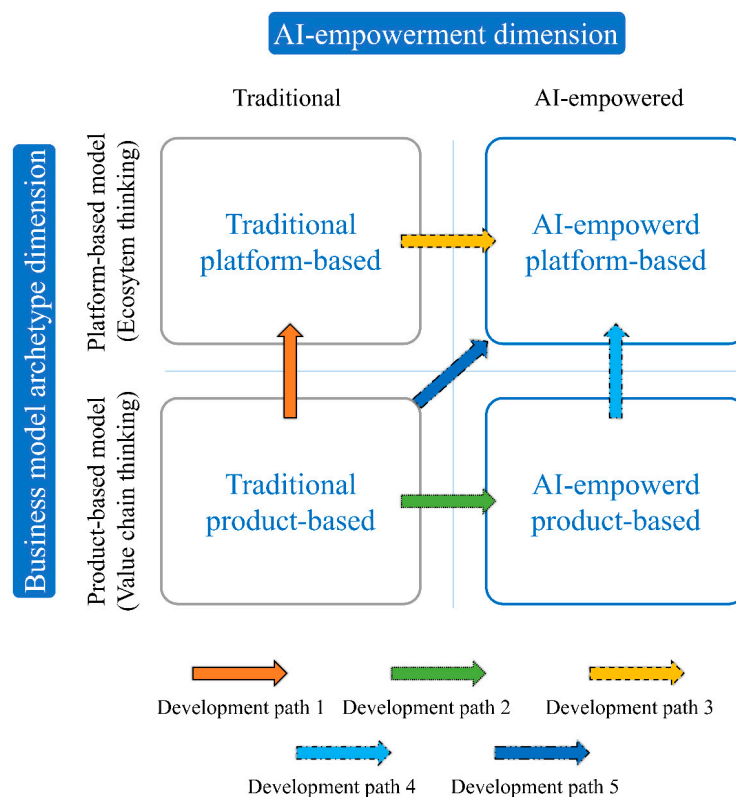 AI-empowerment dimension
Traditional
AI-empowered
Business model archetype dimension
Platform-based model
(Ecosytem thinking)
Traditional
platform-based
AI-empowerd
platform-based
Product-based model
(Value chain thinking)
Traditional
product-based
AI-empowerd
product-based
Development path 1
Development path 2
Development path 3
Development path 4
Development path 5